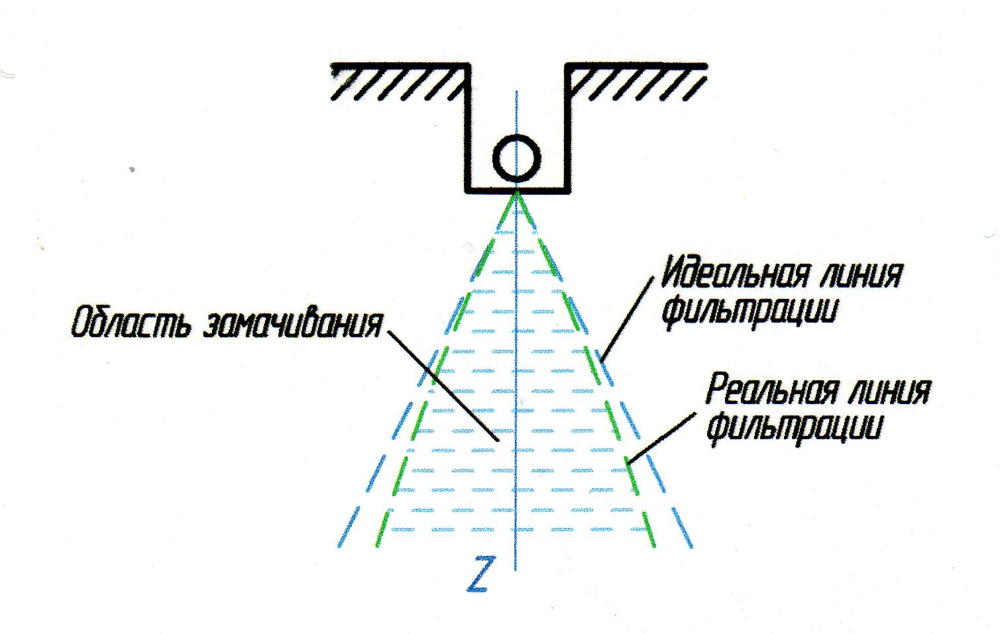 Идеальная линия
фильтрации
Область замачивания
Реальная линия
фильтрации
Z